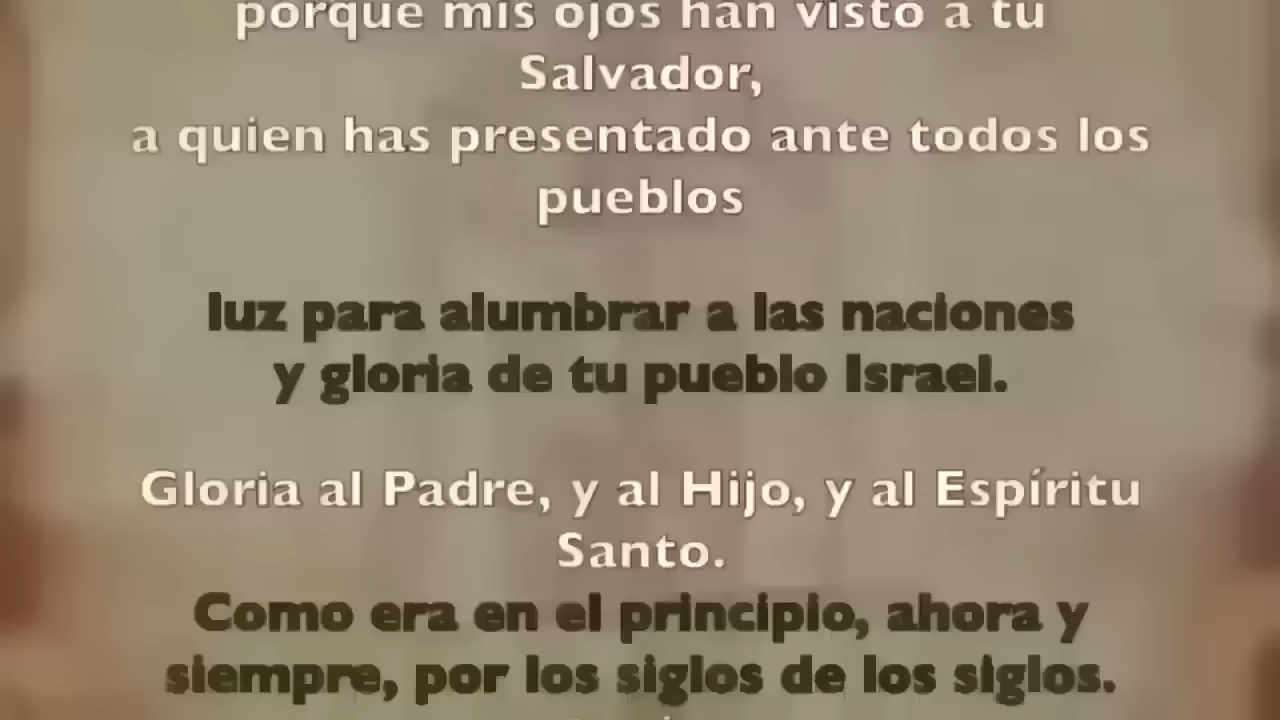 porque mis ojos han visto a tu
Salvador,
a quien has presentado ante todos los
pueblos
luz para alumbrar a las naciones
y gloria de tu pueblo Israel.
Gloria al Padre, y al Hijo, y al Espíritu
Santo.
Como era en el principio, ahora y
siempre, por los siglos de los siglos.